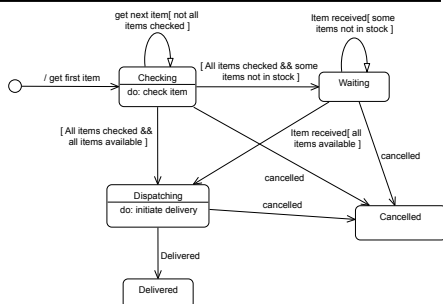 get next item[ not all
items checked ]
Item received[ some
items not in stock ]
/ get first item
Checking
do: check item
[ All items checked && some
items not in stock ]
Waiting
[ All items checked &&
all items available ]
Item received[ all
items available ]
cancelled
cancelled
Dispatching
do: initiate delivery
cancelled
Cancelled
Delivered
Delivered